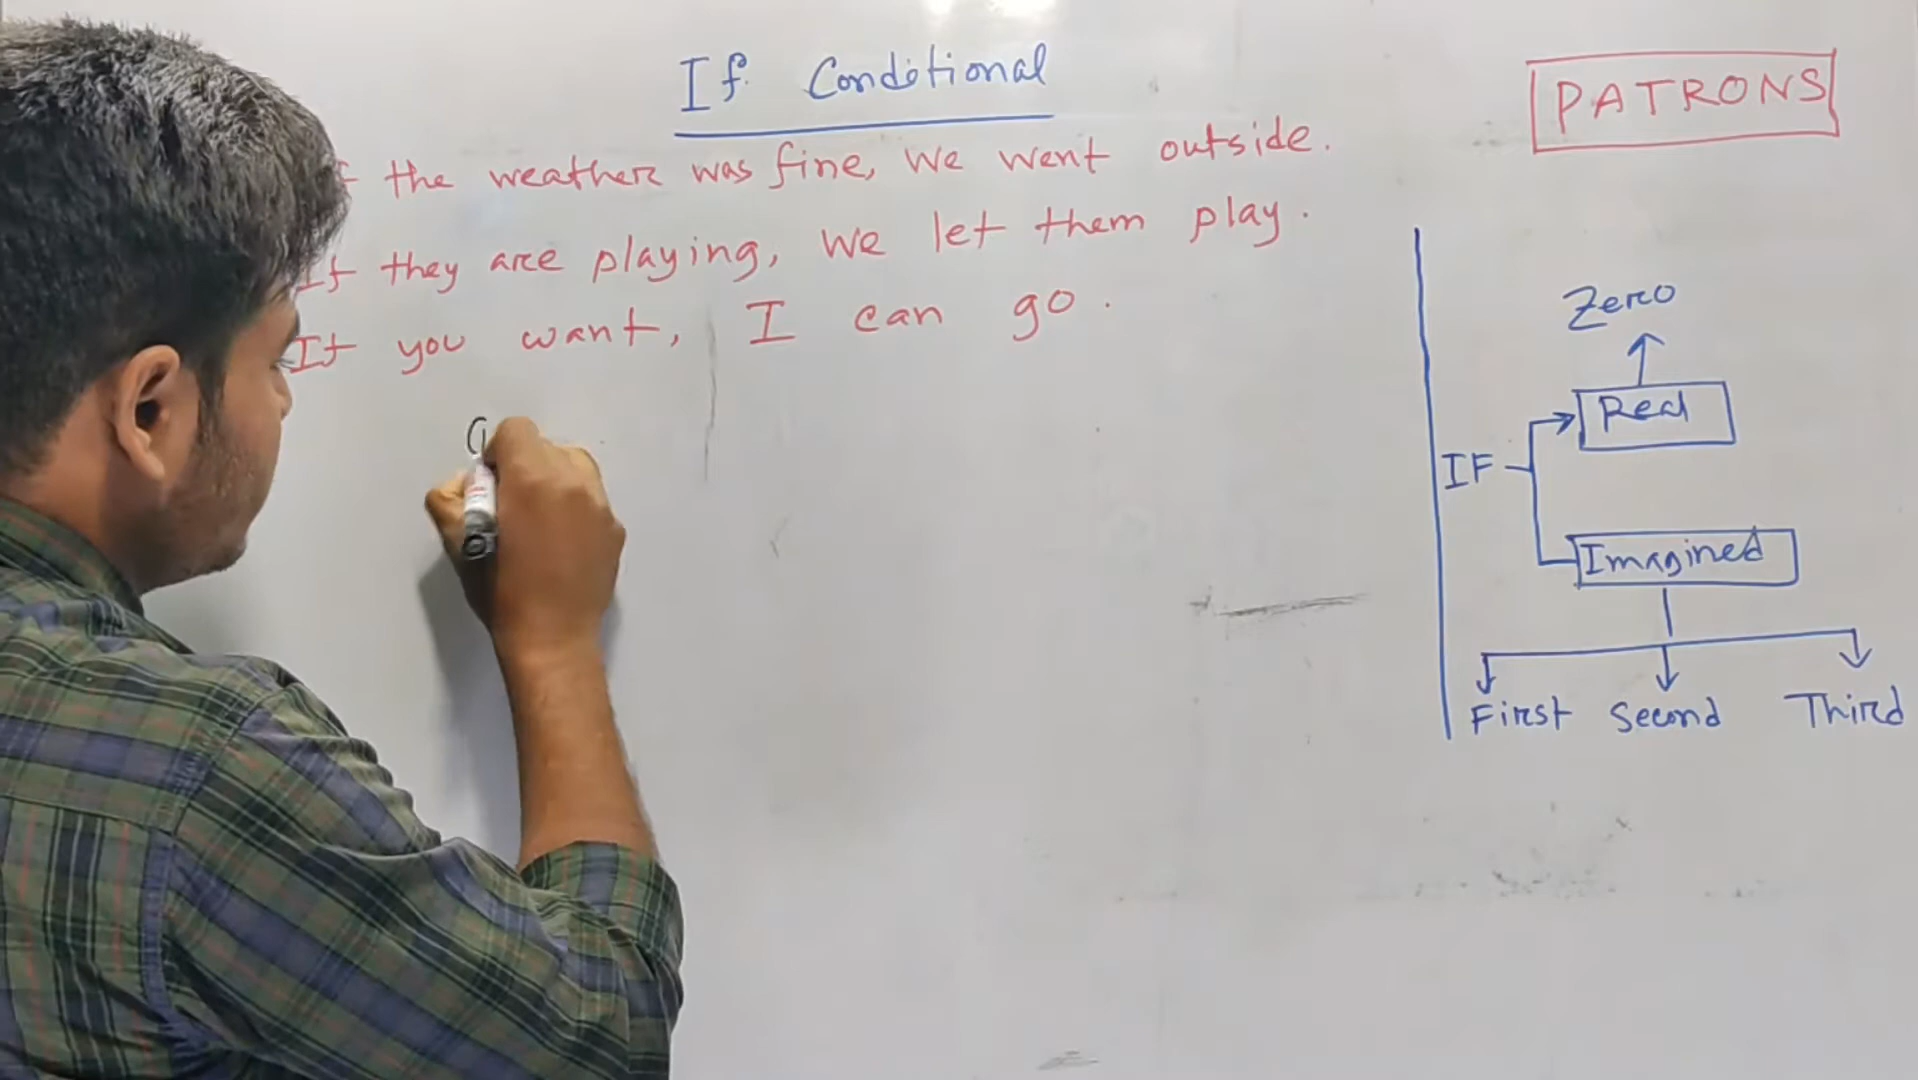 If Conditional
PATRONS
the weather was fine, we went outside.
If they are playing, we let them play.
If you want, I can go.
Zero
Real
IF
Imagined
First Second Third